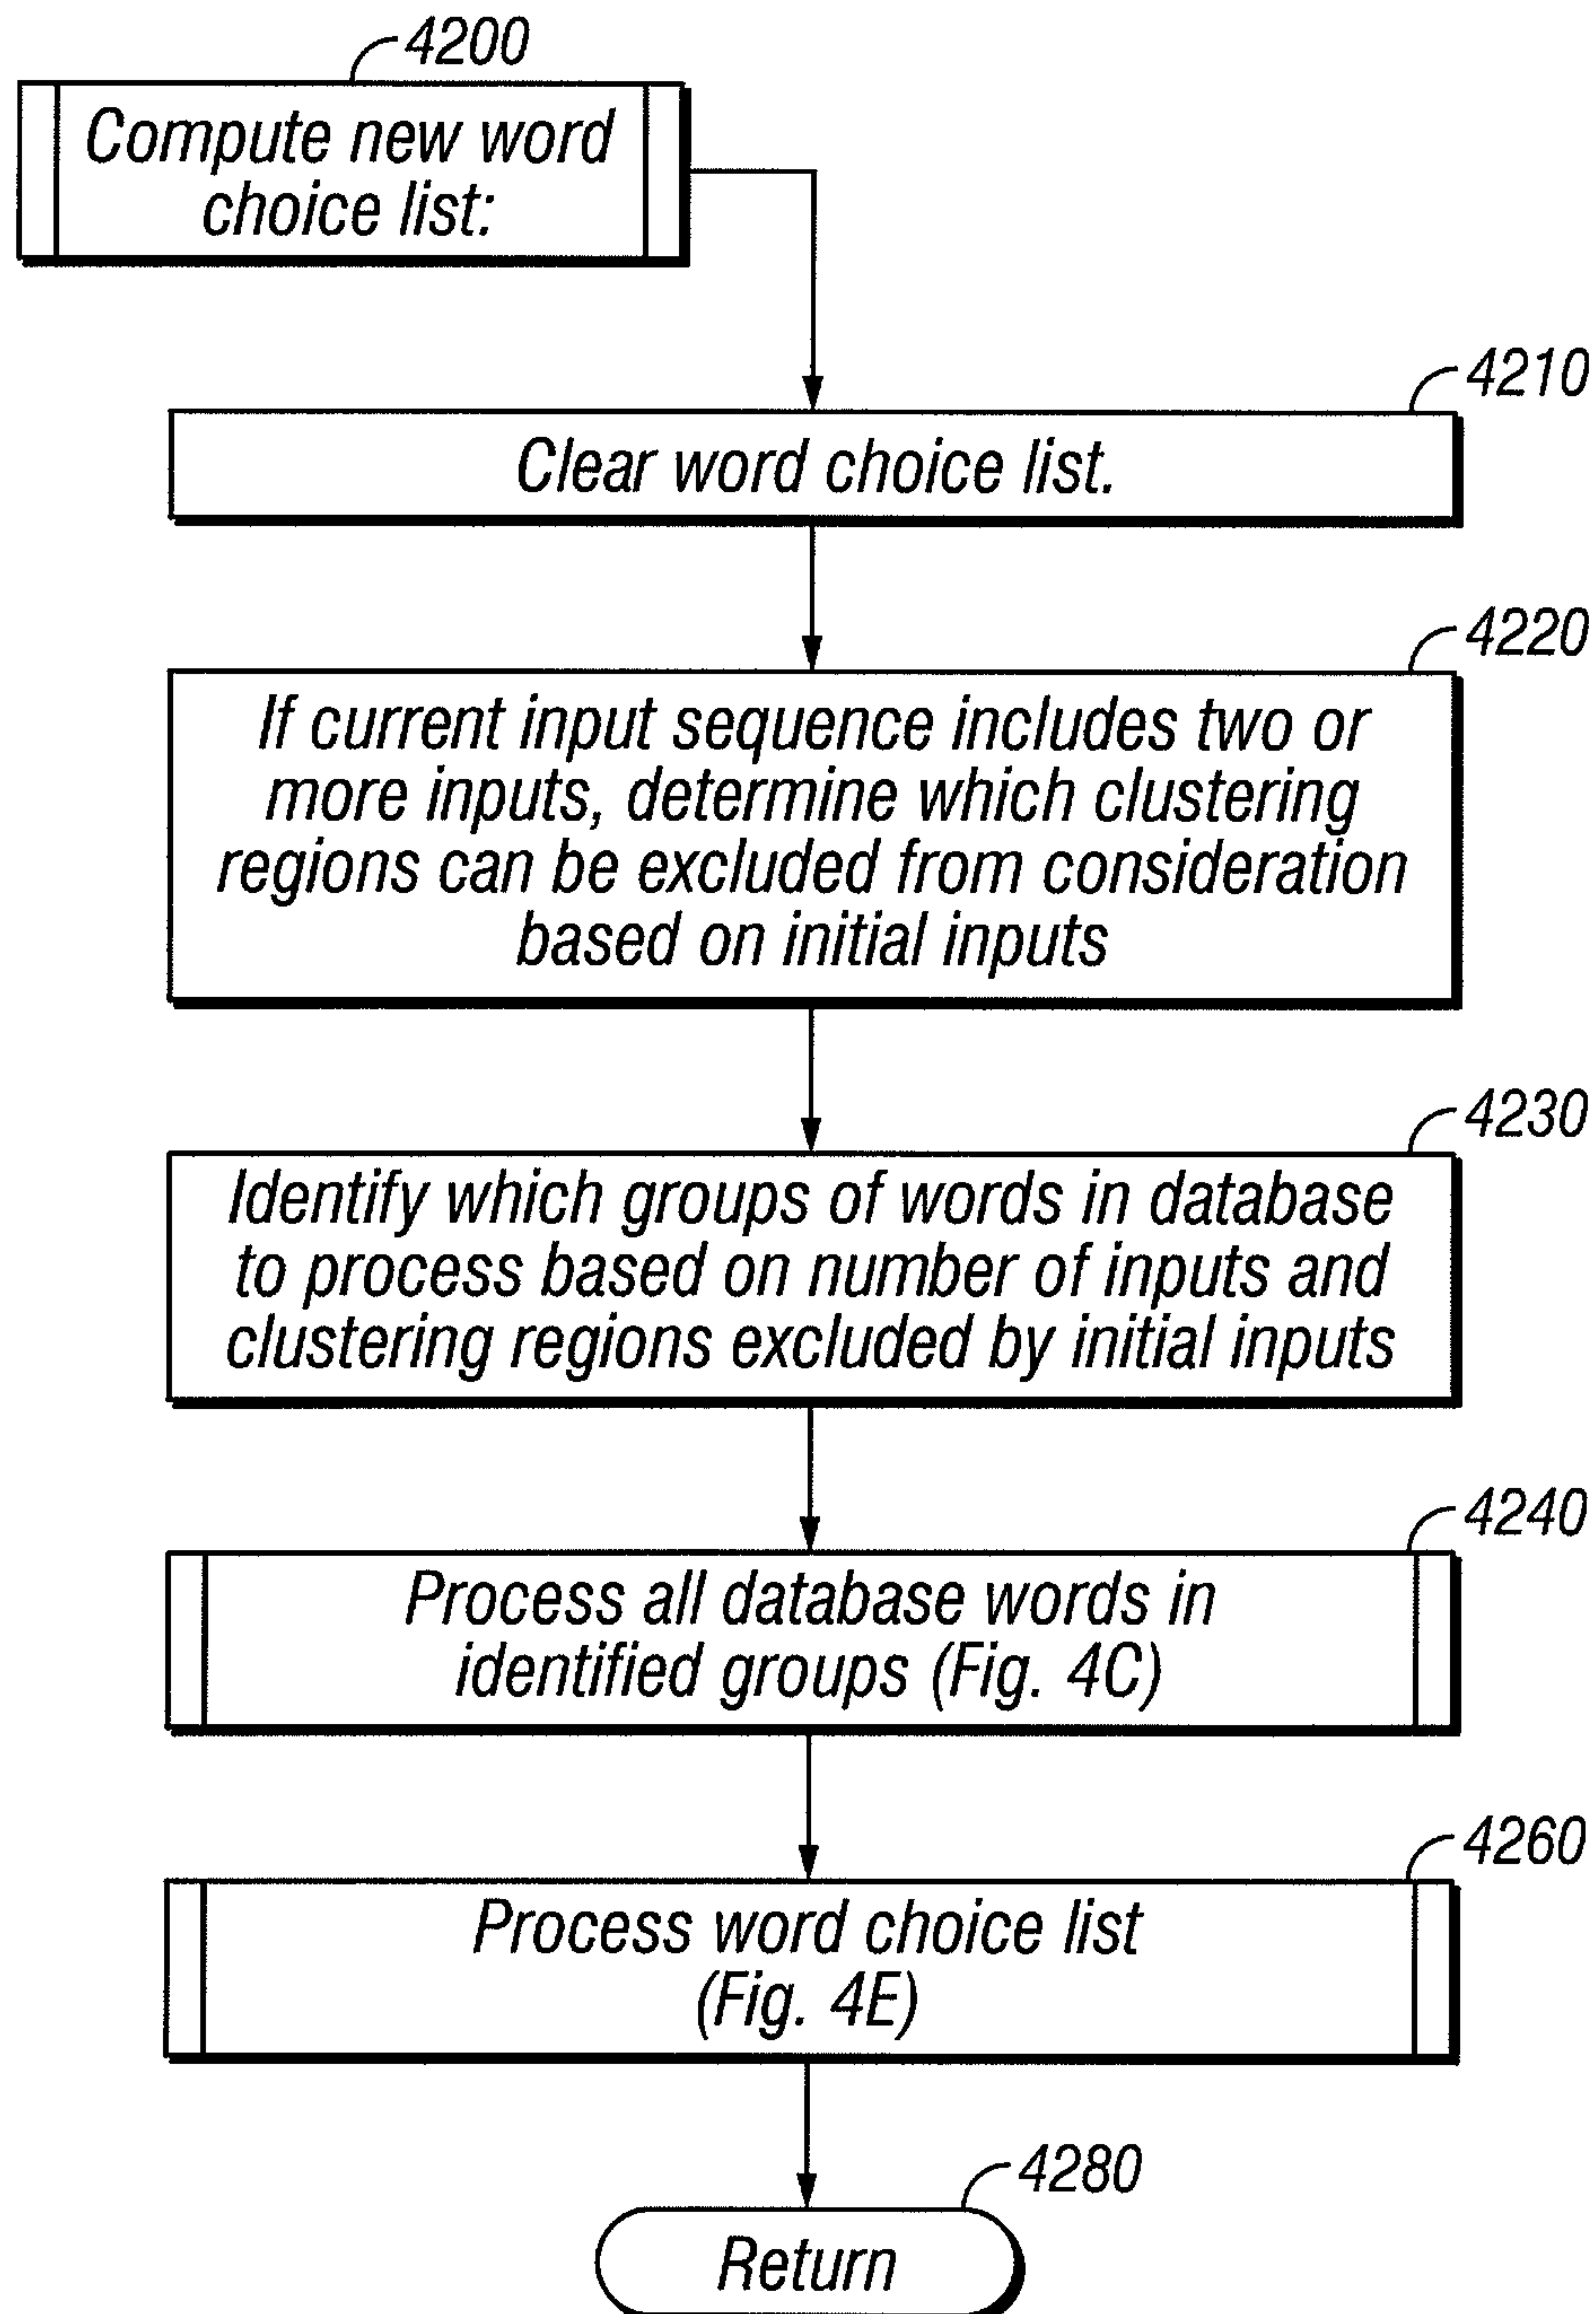 4200
Compute new word
choice list:
4210
Clear word choice list.
4220
If current input sequence includes two or
more inputs, determine which clustering
regions can be excluded from consideration
based on initial inputs
4230
Identify which groups of words in database
to process based on number of inputs and
clustering regions excluded by initial inputs
4240
Process all database words in
identified groups (Fig. 4C)
4260
Process word choice list
(Fig. 4E)
4280
Return